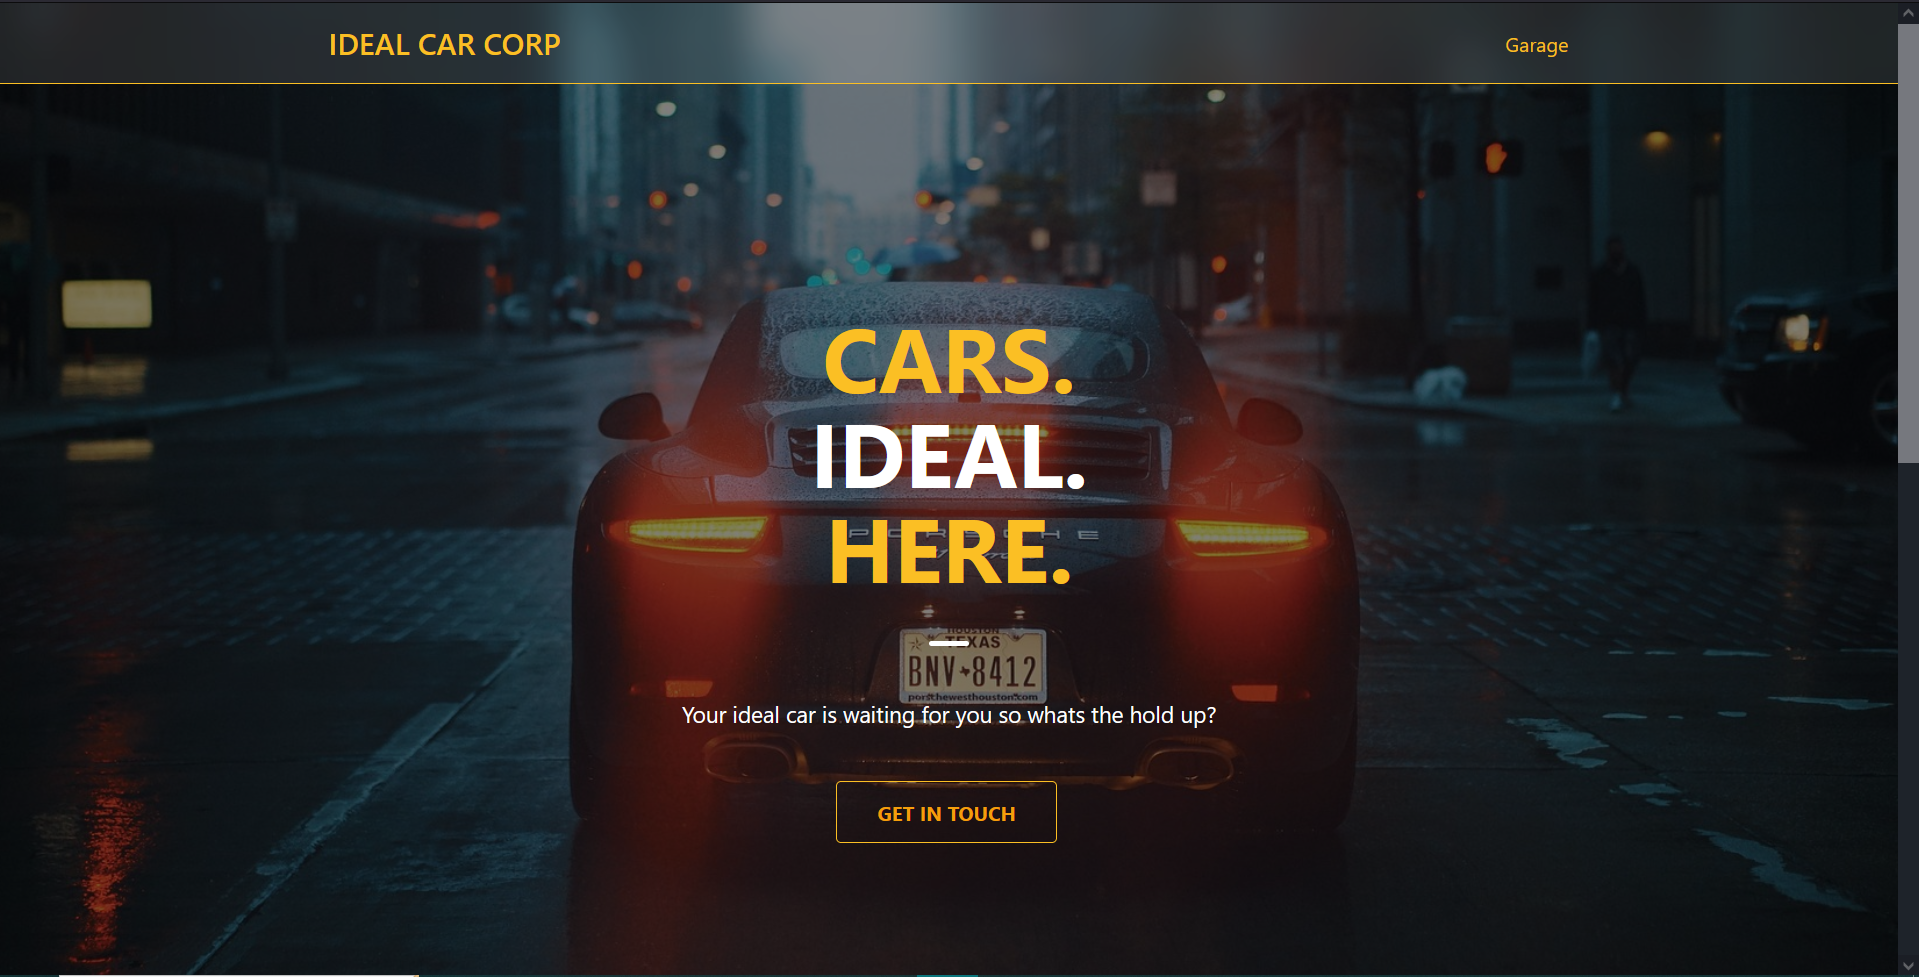 IDEAL CAR CORP
Garage
CARS.
IDEAL.
HERE.
PORSCHE
HOUSTON
TEXAS
BNV 8412
porschewesthouston.com
Your ideal car is waiting for you so whats the hold up?
GET IN TOUCH